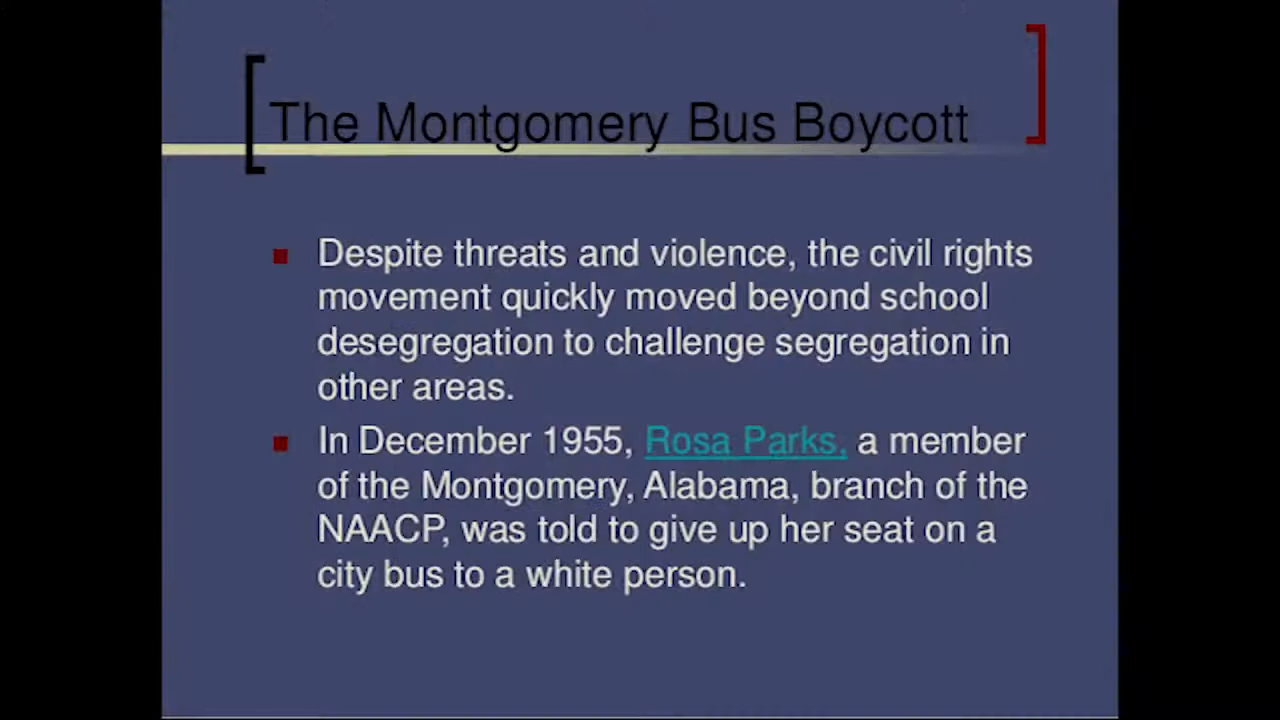 The Montgomery Bus Boycott
Despite threats and violence, the civil rights
movement quickly moved beyond school
desegregation to challenge segregation in
other areas.
In December 1955, Rosa Parks, a member
of the Montgomery, Alabama, branch of the
NAACP, was told to give up her seat on a
city bus to a white person.